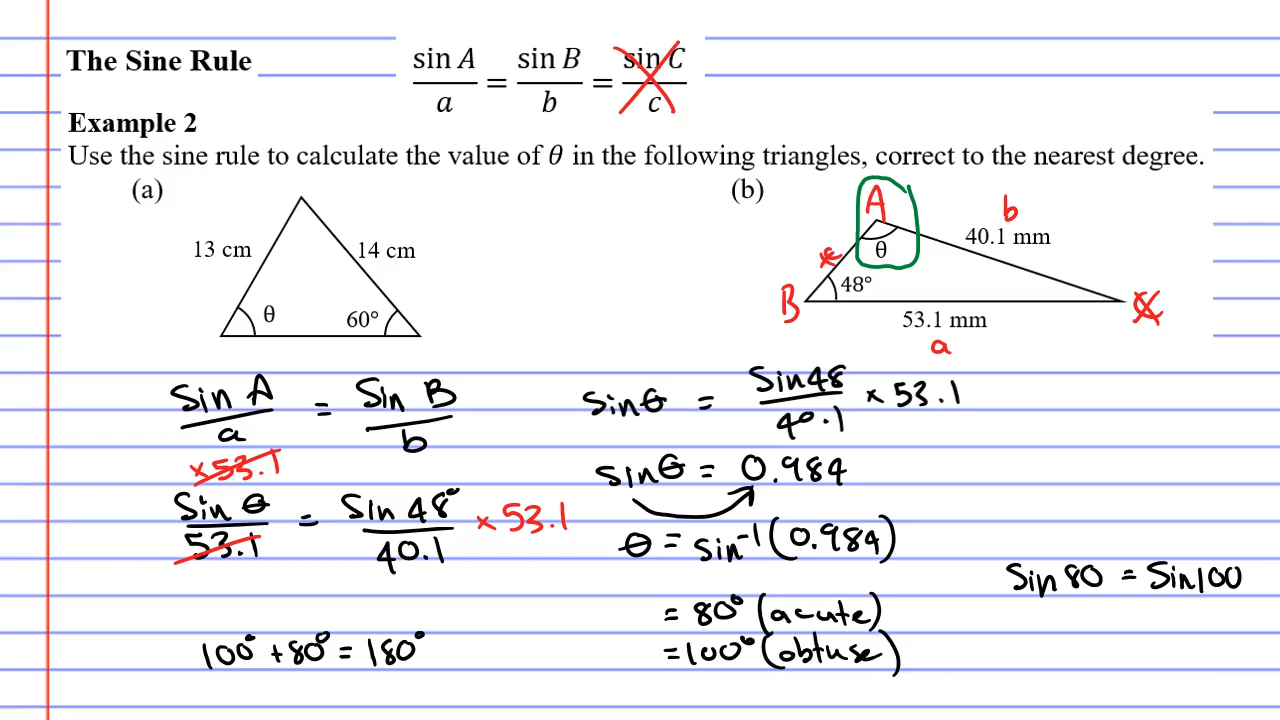 The Sine Rule
sin A / a = sin B / b = sin C / c
Example 2
Use the sine rule to calculate the value of θ in the following triangles, correct to the nearest degree.
(a)
13 cm
14 cm
θ
60°
(b)
A
b
40.1 mm
θ
c
48°
B
C
53.1 mm
a
Sin A / a = Sin B / b
×53.1
Sin θ / 53.1 = Sin 48° / 40.1 × 53.1
100° + 80° = 180°
Sin θ = Sin 48 / 40.1 × 53.1
Sin θ = 0.984
θ = Sin⁻¹(0.984)
= 80° (acute)
= 100° (obtuse)
Sin 80 = Sin 100